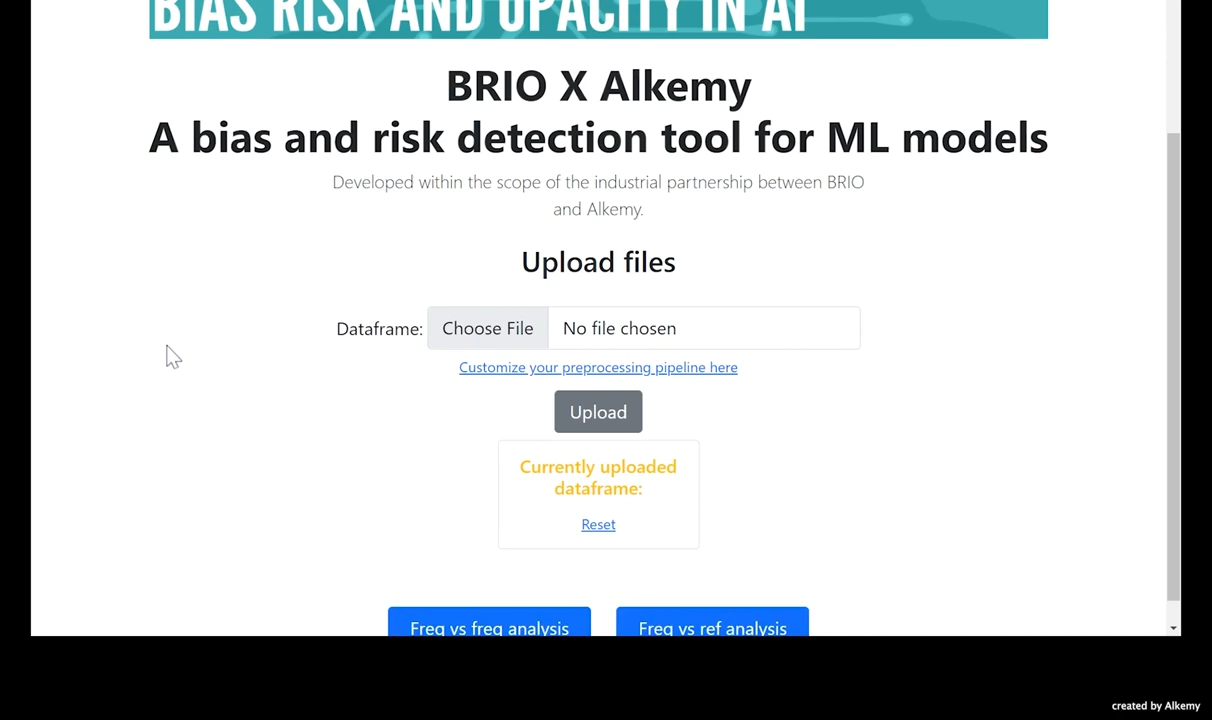 BIAS RISK AND OPACITY IN AI
BRIO X Alkemy
A bias and risk detection tool for ML models
Developed within the scope of the industrial partnership between BRIO
and Alkemy.
Upload files
Dataframe: Choose File No file chosen
Customize your preprocessing pipeline here
Upload
Currently uploaded
dataframe:
Reset
Freq vs freq analysis Freq vs ref analysis
created by Alkemy